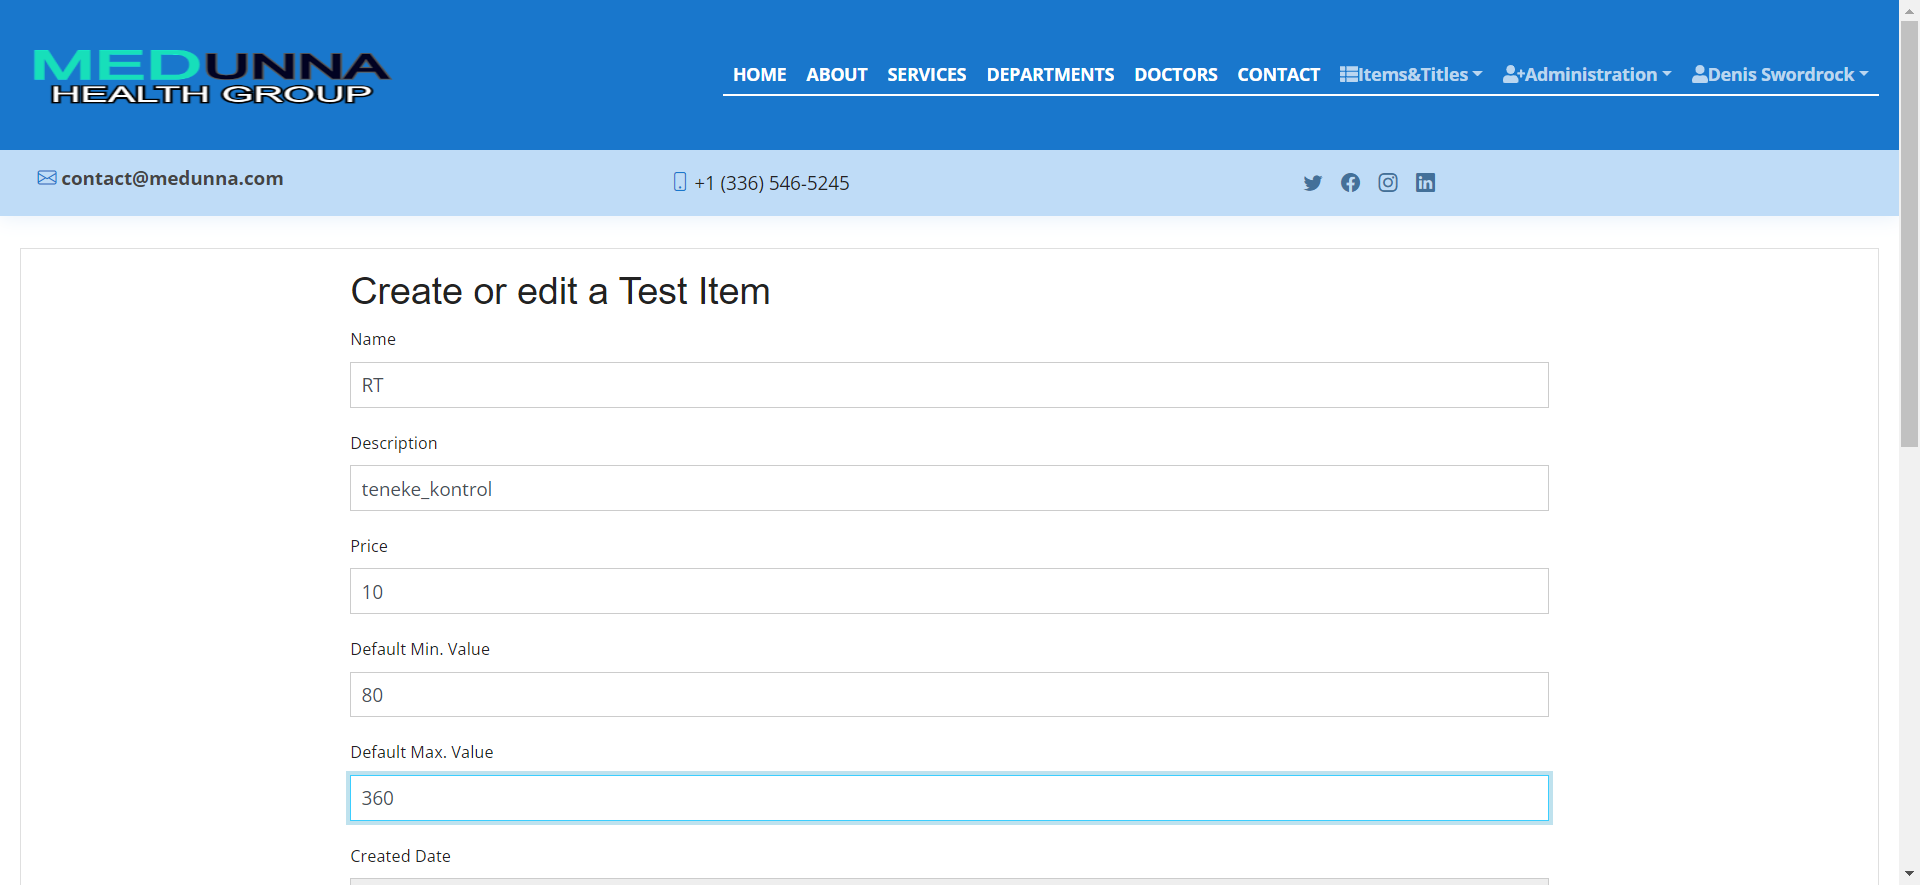 MEDUNNA
HEALTH GROUP
HOME ABOUT SERVICES DEPARTMENTS DOCTORS CONTACT Items&Titles Administration Denis Swordrock
contact@medunna.com
+1 (336) 546-5245
Create or edit a Test Item
Name
RT
Description
teneke_kontrol
Price
10
Default Min. Value
80
Default Max. Value
360
Created Date